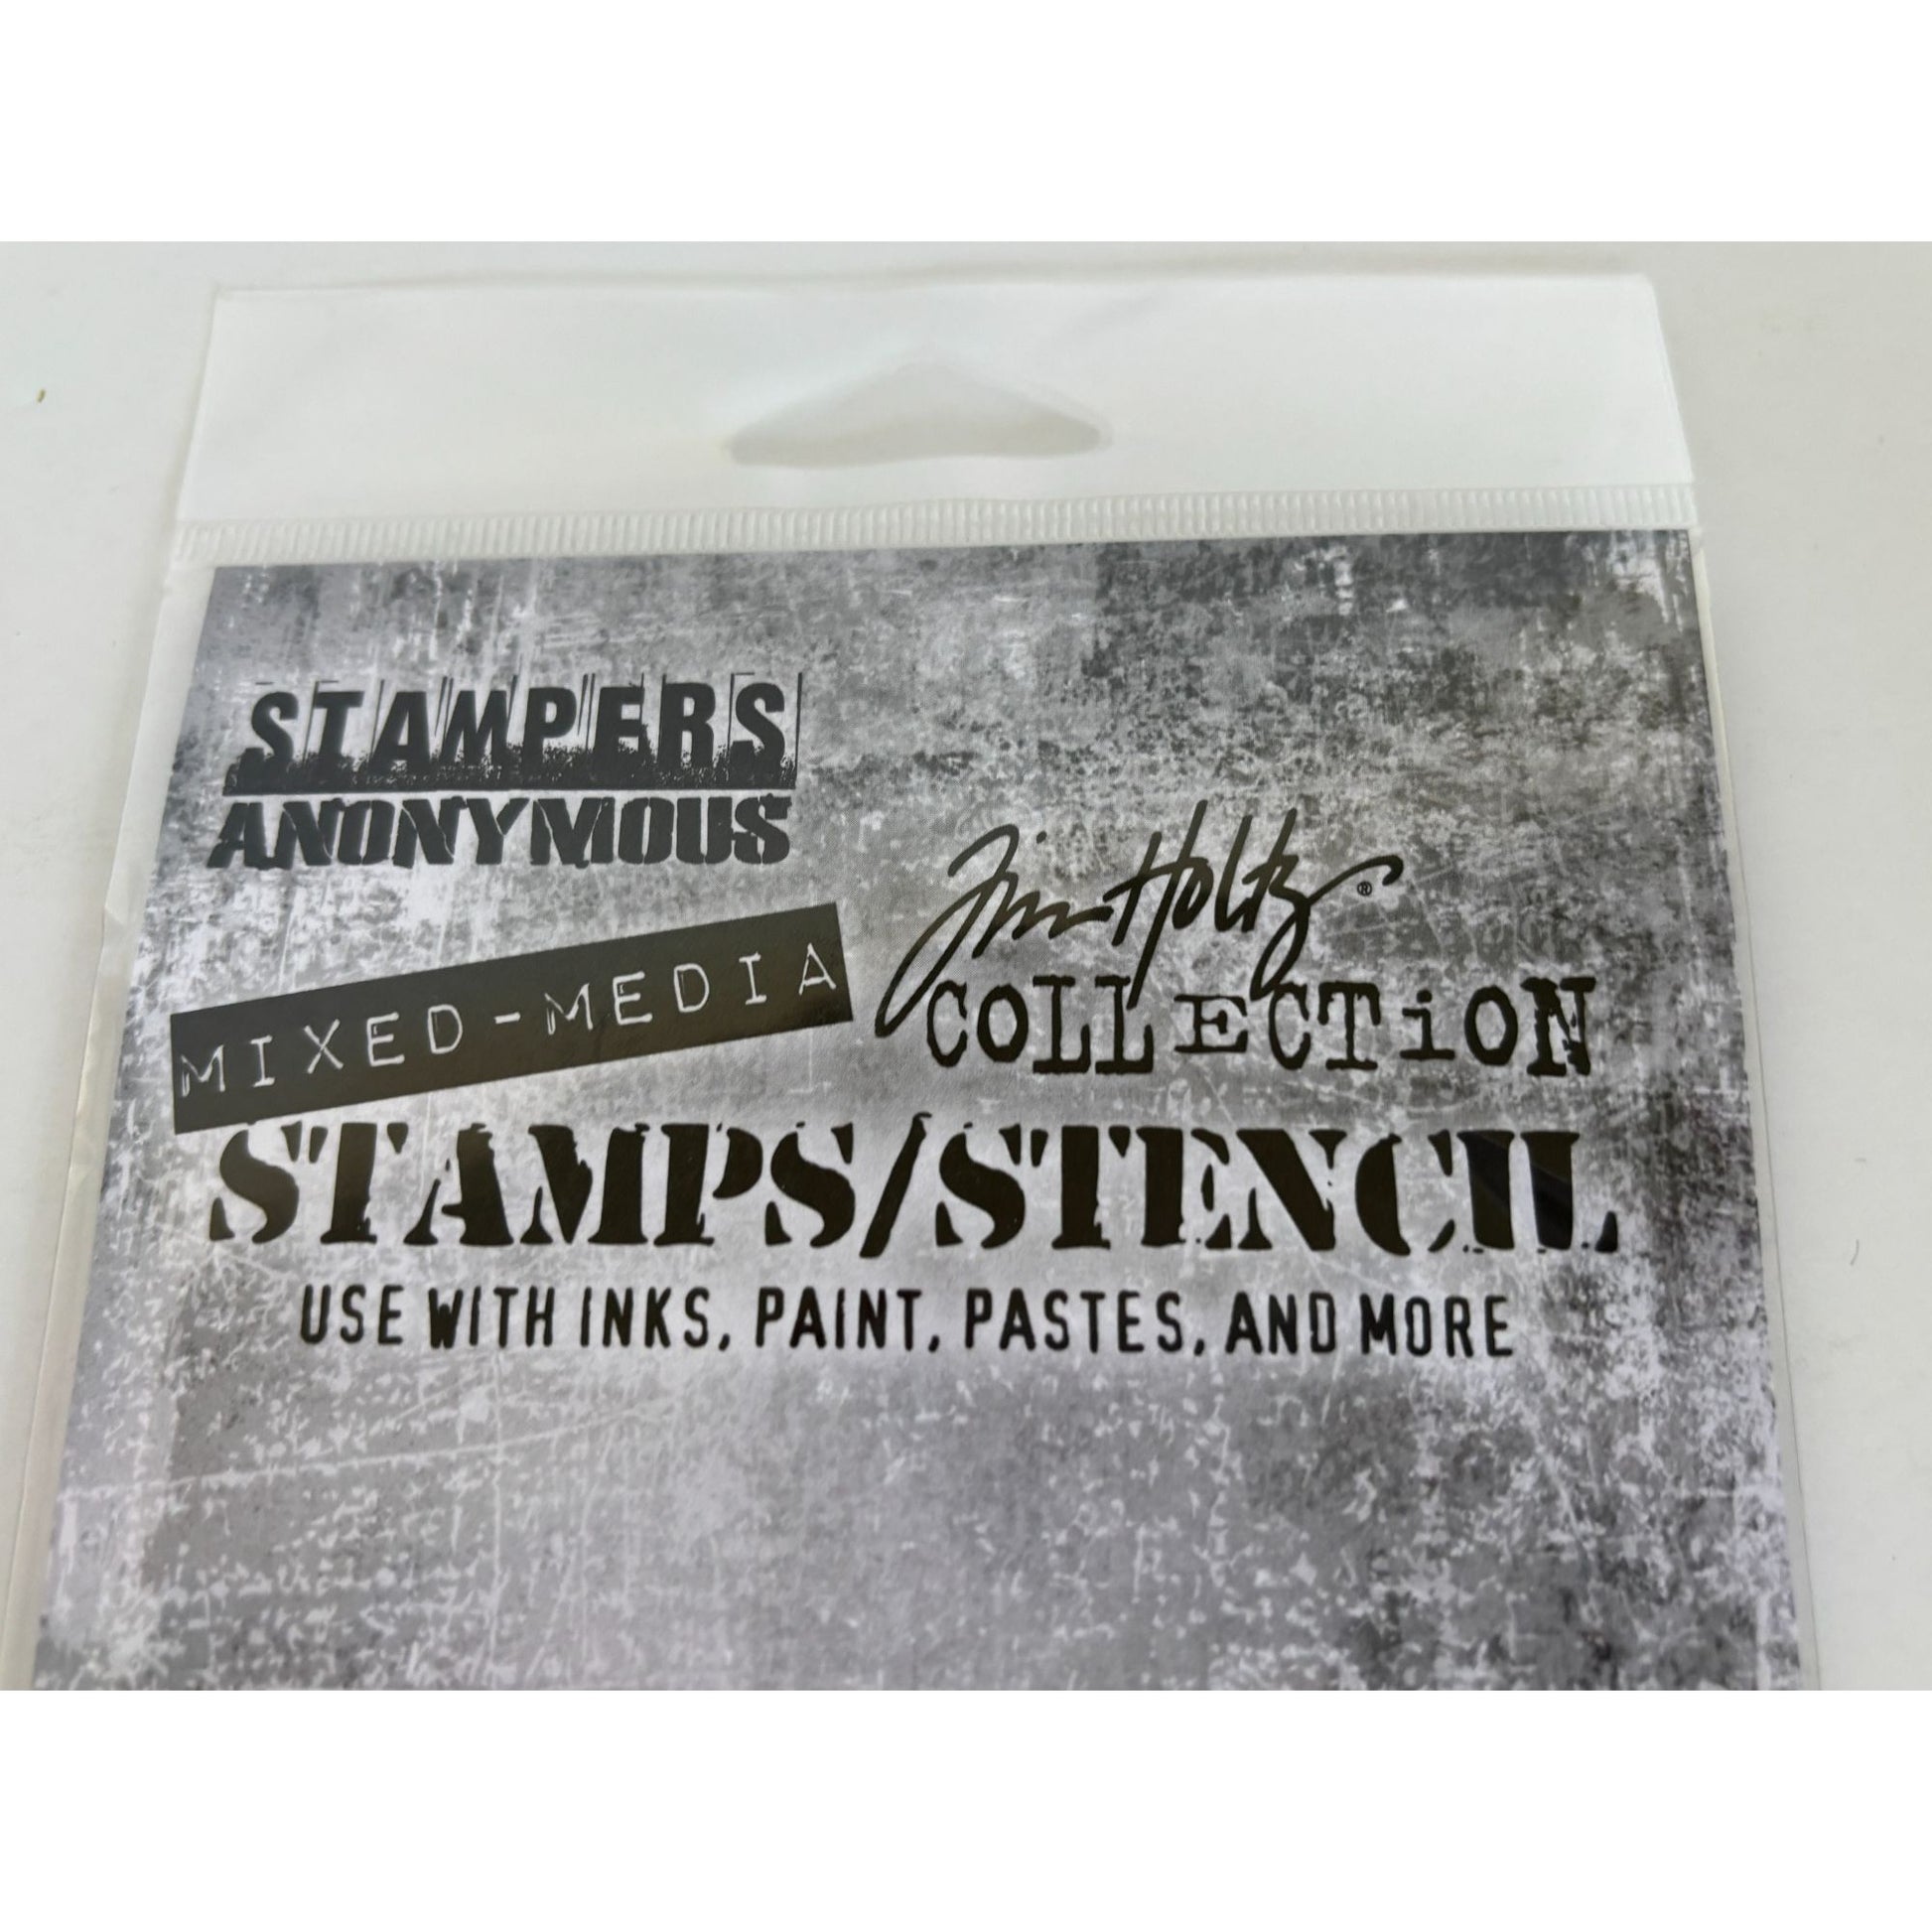 STAMPERS
ANONYMOUS
Tim Holtz®
MIXED-MEDIA
COLLECTiON
STAMPS/STENCIL
USE WITH INKS, PAINT, PASTES, AND MORE